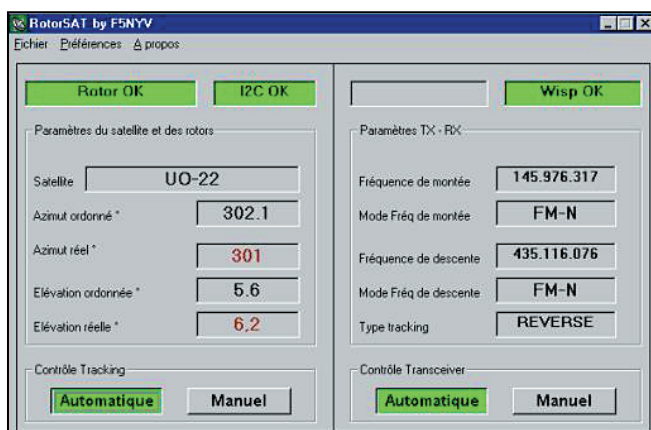 RotorSAT by F5NYV
Fichier Préférences A propos
Rotor OK
I2C OK
Wisp OK
Paramètres du satellite et des rotors
Satellite UO-22
Azimut ordonné ° 302.1
Azimut réel ° 301
Elévation ordonnée ° 5.6
Elévation réelle ° 6,2
Contrôle Tracking
Automatique Manuel
Paramètres TX - RX
Fréquence de montée 145.976.317
Mode Fréq de montée FM-N
Fréquence de descente 435.116.076
Mode Fréq de descente FM-N
Type tracking REVERSE
Contrôle Transceiver
Automatique Manuel